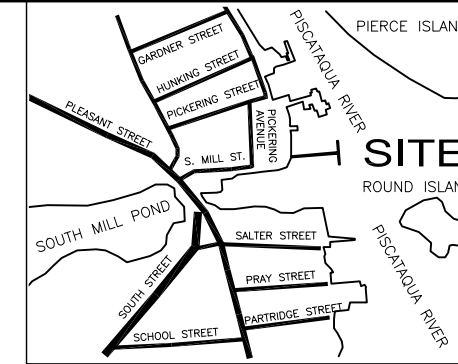 PIERCE ISLAN
PISCATAQUA RIVER
GARDNER STREET
HUNKING STREET
PICKERING STREET
PICKERING
AVENUE
PLEASANT STREET
S. MILL ST.
SITE
ROUND ISLAN
SOUTH MILL POND
PISCATAQUA RIVER
SALTER STREET
SOUTH STREET
PRAY STREET
PARTRIDGE STREET
SCHOOL STREET